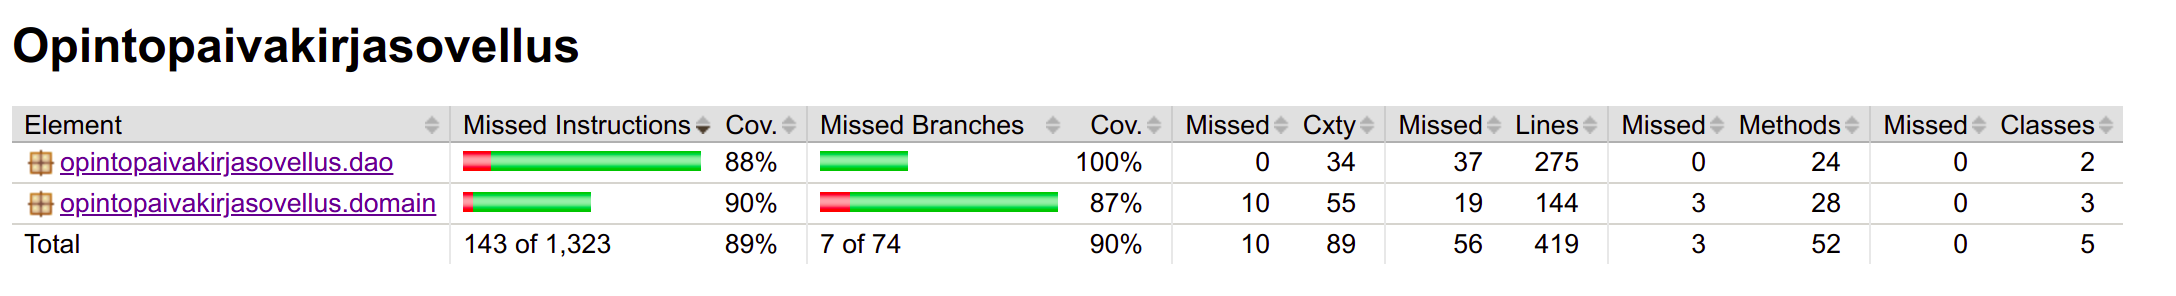 Opintopaivakirjasovellus
Element Missed Instructions Cov. Missed Branches Cov. Missed Cxty Missed Lines Missed Methods Missed Classes
opintopaivakirjasovellus.dao 88% 100% 0 34 37 275 0 24 0 2
opintopaivakirjasovellus.domain 90% 87% 10 55 19 144 3 28 0 3
Total 143 of 1,323 89% 7 of 74 90% 10 89 56 419 3 52 0 5